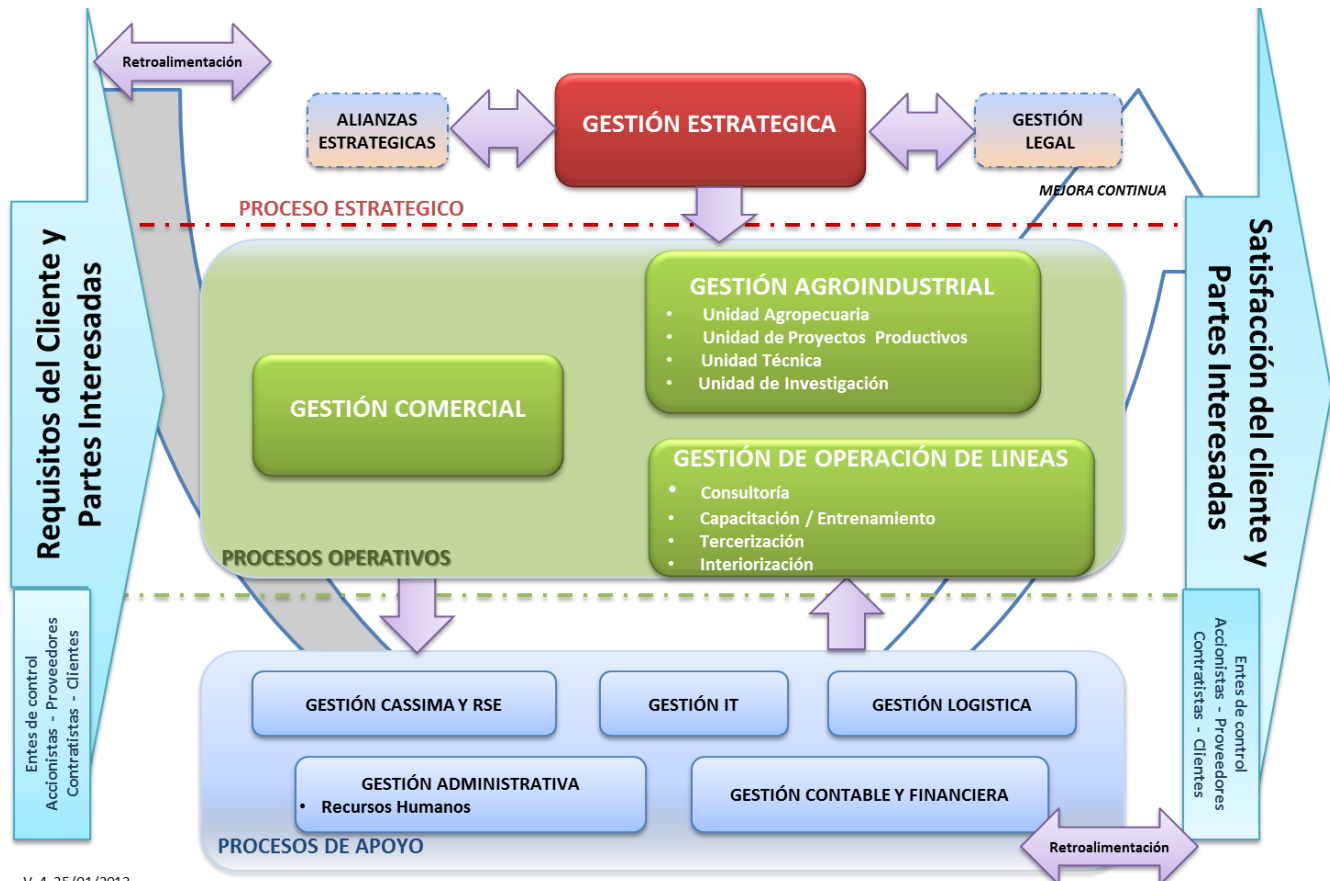 Retroalimentación
ALIANZAS
ESTRATEGICAS
GESTIÓN ESTRATEGICA
GESTIÓN
LEGAL
MEJORA CONTINUA
PROCESO ESTRATEGICO
Requisitos del Cliente y
Partes Interesadas
Entes de control
Accionistas - Proveedores
Contratistas - Clientes
GESTIÓN COMERCIAL
GESTIÓN AGROINDUSTRIAL
• Unidad Agropecuaria
• Unidad de Proyectos Productivos
• Unidad Técnica
• Unidad de Investigación
GESTIÓN DE OPERACIÓN DE LINEAS
• Consultoría
• Capacitación / Entrenamiento
• Tercerización
• Interiorización
PROCESOS OPERATIVOS
Satisfacción del cliente y
Partes Interesadas
Entes de control
Accionistas - Proveedores
Contratistas - Clientes
GESTIÓN CASSIMA Y RSE
GESTIÓN IT
GESTIÓN LOGISTICA
GESTIÓN ADMINISTRATIVA
• Recursos Humanos
GESTIÓN CONTABLE Y FINANCIERA
PROCESOS DE APOYO
Retroalimentación